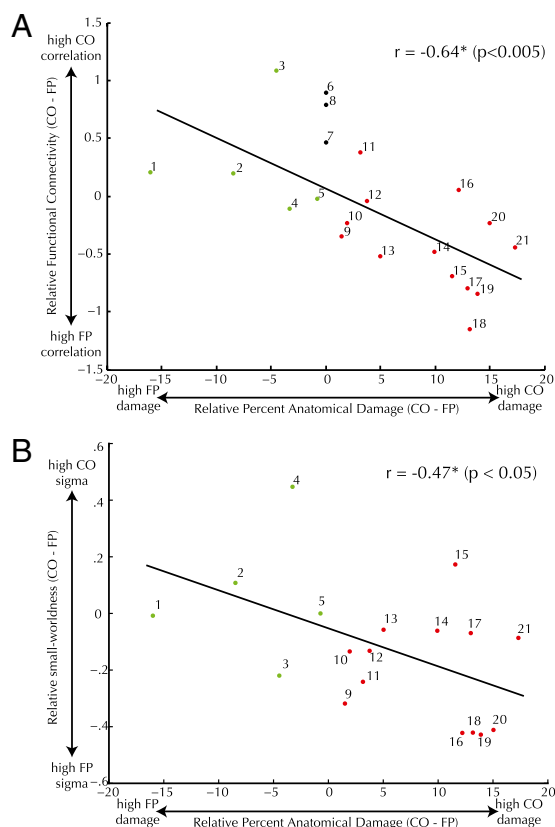 A
1.5
high CO
correlation
r = -0.64* (p<0.005)
3
1
6
8
0.5
7
11
1
2
16
5
12
0
4
10
20
9
14
21
−0.5
13
15
17
19
−1
18
high FP
correlation
−1.5
Relative Functional Connectivity (CO - FP)
−20
−15
−10
−5
0
5
10
15
20
high FP
damage
Relative Percent Anatomical Damage (CO - FP)
high CO
damage
B
.6
high CO
sigma
r = -0.47* (p < 0.05)
4
.4
.2
15
2
1
5
13
14
17
21
0
10
12
3
11
−.2
9
18
20
16
19
−.4
high FP
sigma
−.6
Relative small-worldness (CO - FP)
−20
−15
−10
−5
0
5
10
15
20
high FP
damage
Relative Percent Anatomical Damage (CO - FP)
high CO
damage